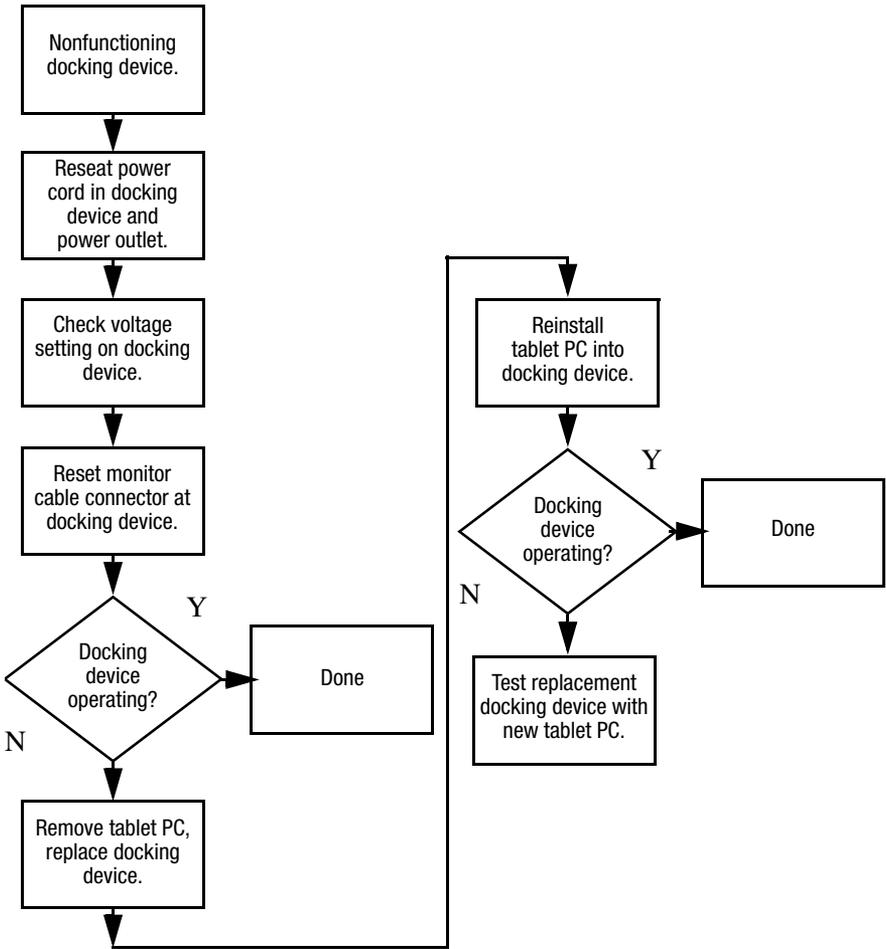 Nonfunctioning
docking device.
Reseat power
cord in docking
device and
power outlet.
Check voltage
setting on docking
device.
Reset monitor
cable connector at
docking device.
Y
Docking
device
operating?
Done
N
Remove tablet PC,
replace docking
device.
Reinstall
tablet PC into
docking device.
Y
Docking
device
operating?
Done
N
Test replacement
docking device with
new tablet PC.